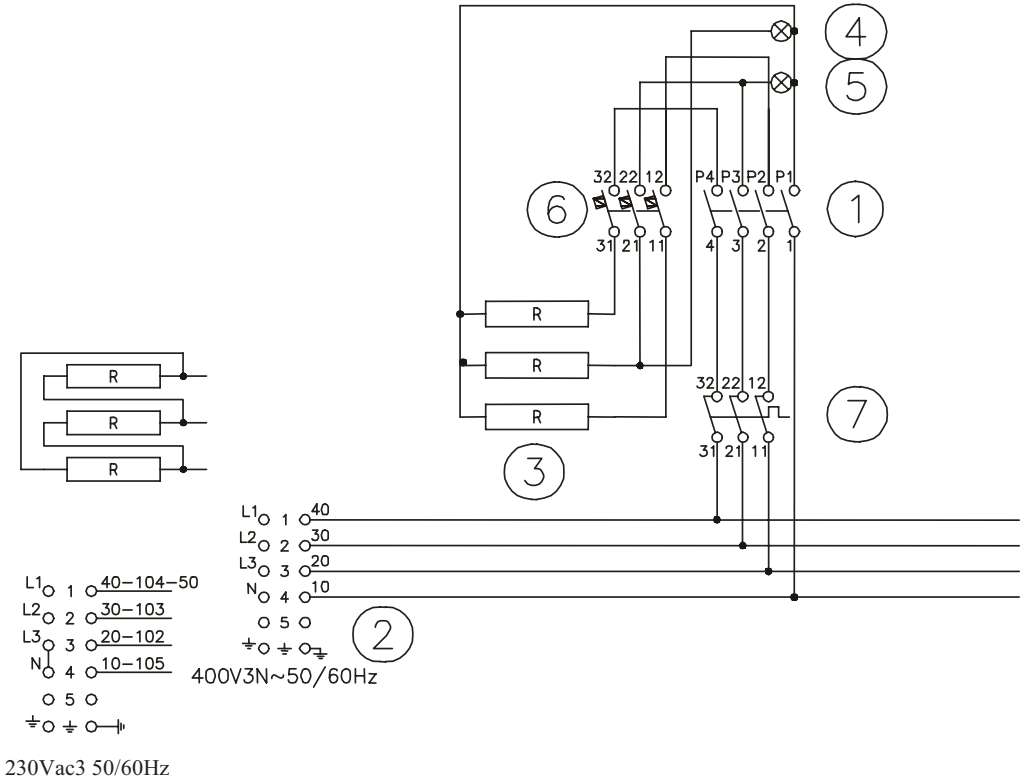 4
5
32 22 12 P4 P3 P2 P1
6
1
31 21 11 4 3 2 1
R
R
R
R
R
R
32 22 12
7
31 21 11
3
L1 1 40
L2 2 30
L3 3 20
N 4 10
5
2
400V3N~50/60Hz
L1 1 40-104-50
L2 2 30-103
L3 3 20-102
N 4 10-105
5
230Vac3 50/60Hz